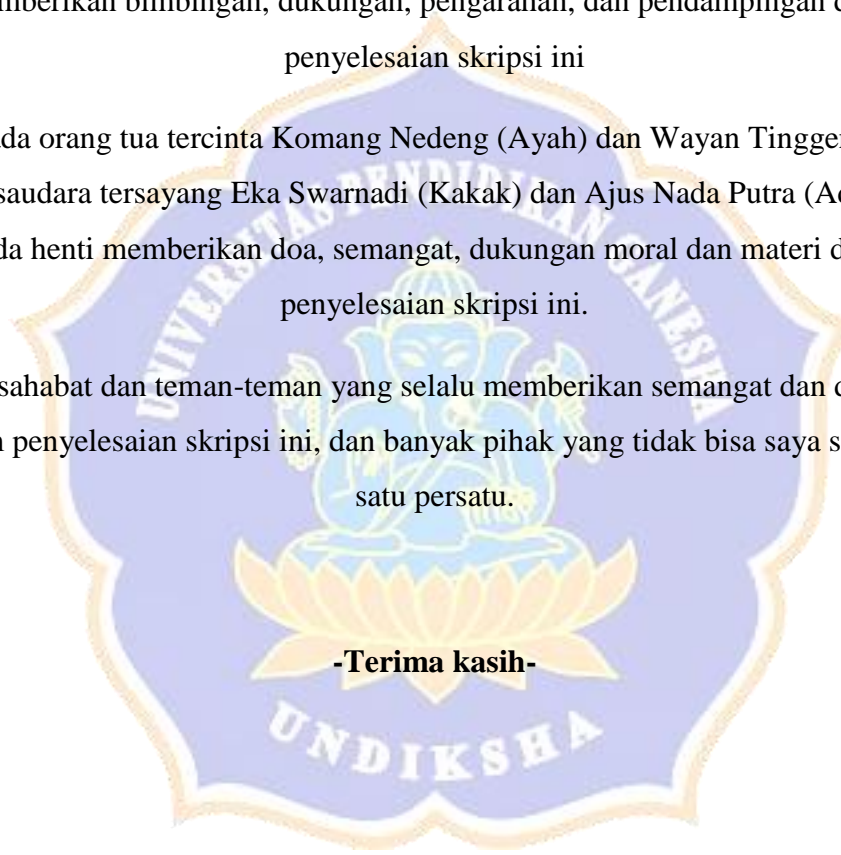 mberikan bimbingan, dukungan, pengarahan, dan pendampingan
penyelesaian skripsi ini
da orang tua tercinta Komang Nedeng (Ayah) dan Wayan Tingge
saudara tersayang Eka Swarnadi (Kakak) dan Ajus Nada Putra (A
da henti memberikan doa, semangat, dukungan moral dan materi d
penyelesaian skripsi ini.
sahabat dan teman-teman yang selalu memberikan semangat dan
penyelesaian skripsi ini, dan banyak pihak yang tidak bisa saya s
satu persatu.
-Terima kasih-
UNIVERSITAS PENDIDIKAN GANESHA
UNDIKSHA